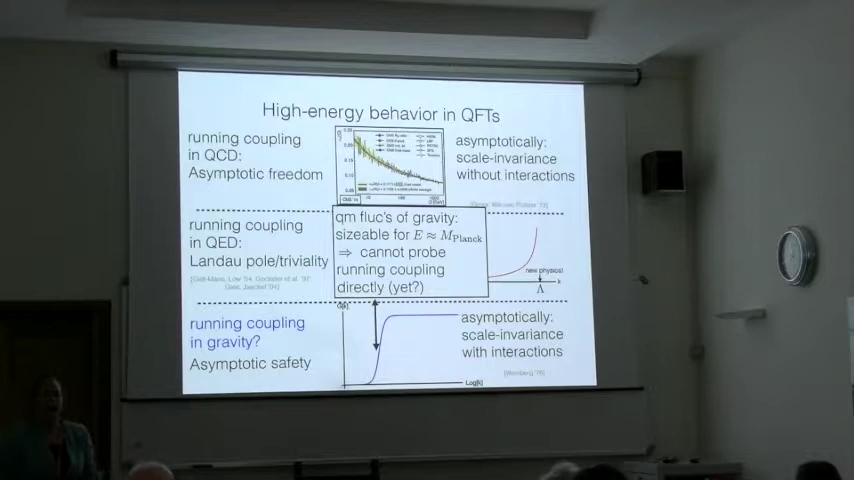 High-energy behavior in QFTs
running coupling
in QCD:
Asymptotic freedom
asymptotically:
scale-invariance
without interactions
running coupling
in QED:
Landau pole/triviality
qm fluc's of gravity:
sizeable for E ≈ M_Planck
⇒ cannot probe
running coupling
directly (yet?)
new physics!
Λ
k
running coupling
in gravity?
Asymptotic safety
G[k]
Log[k]
asymptotically:
scale-invariance
with interactions
[Weinberg '76]